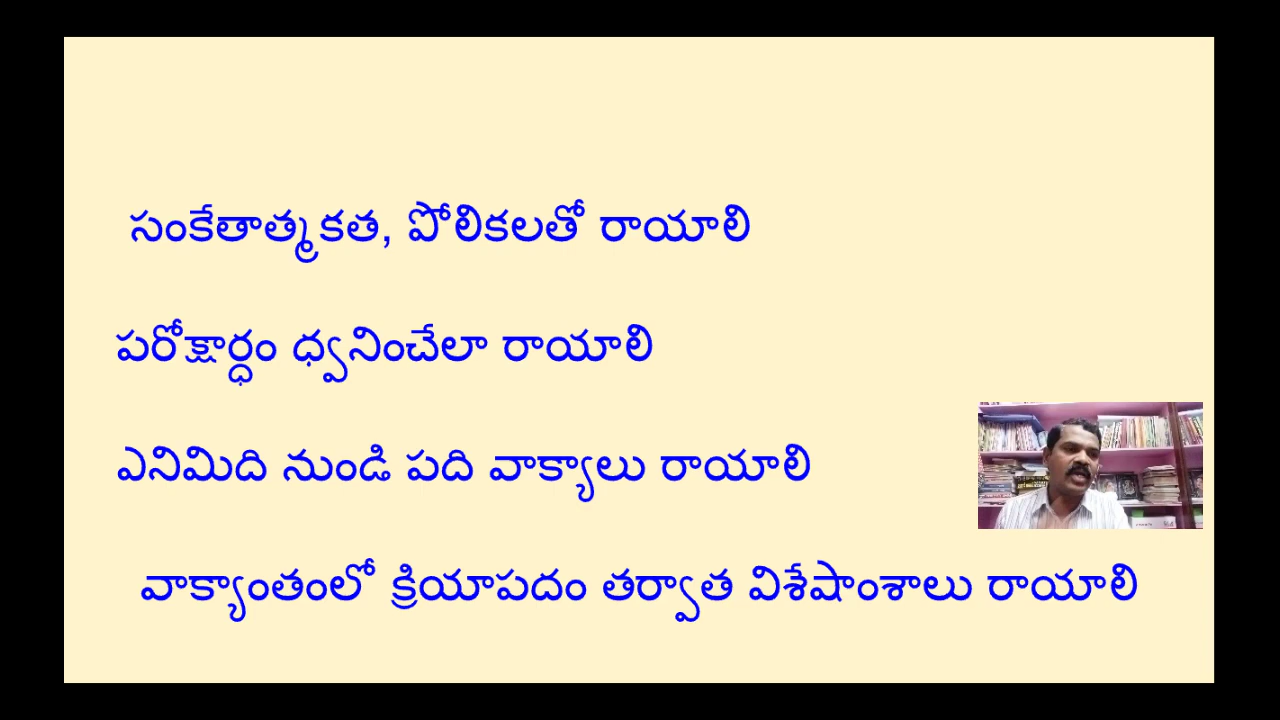 సంకేతాత్మకత, పోలికలతో రాయాలి
పరోక్షార్ధం ధ్వనించేలా రాయాలి
ఎనిమిది నుండి పది వాక్యాలు రాయాలి
వాక్యాంతంలో క్రియాపదం తర్వాత విశేషాంశాలు రాయాలి